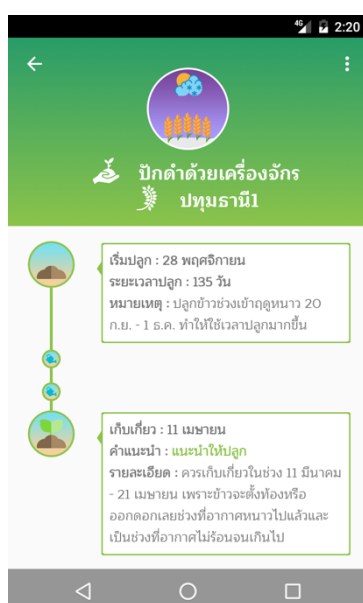 4G 2:20
ปักดำด้วยเครื่องจักร
ปทุมธานี1
เริ่มปลูก : 28 พฤศจิกายน
ระยะเวลาปลูก : 135 วัน
หมายเหตุ : ปลูกข้าวช่วงเข้าฤดูหนาว 20
ก.ย. - 1 ธ.ค. ทำให้ใช้เวลาปลูกมากขึ้น
เก็บเกี่ยว : 11 เมษายน
คำแนะนำ : แนะนำให้ปลูก
รายละเอียด : ควรเก็บเกี่ยวในช่วง 11 มีนาคม
- 21 เมษายน เพราะข้าวจะตั้งท้องหรือ
ออกดอกเลยช่วงที่อากาศหนาวไปแล้วและ
เป็นช่วงที่อากาศไม่ร้อนจนเกินไป